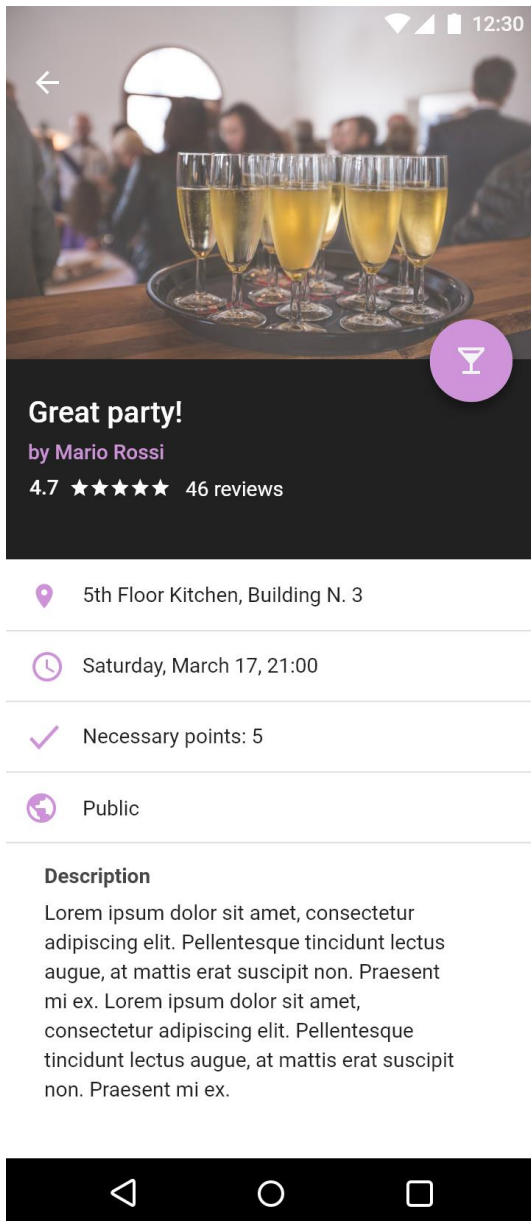 12:30
Great party!
by Mario Rossi
4.7 46 reviews
5th Floor Kitchen, Building N. 3
Saturday, March 17, 21:00
Necessary points: 5
Public
Description
Lorem ipsum dolor sit amet, consectetur
adipiscing elit. Pellentesque tincidunt lectus
augue, at mattis erat suscipit non. Praesent
mi ex. Lorem ipsum dolor sit amet,
consectetur adipiscing elit. Pellentesque
tincidunt lectus augue, at mattis erat suscipit
non. Praesent mi ex.